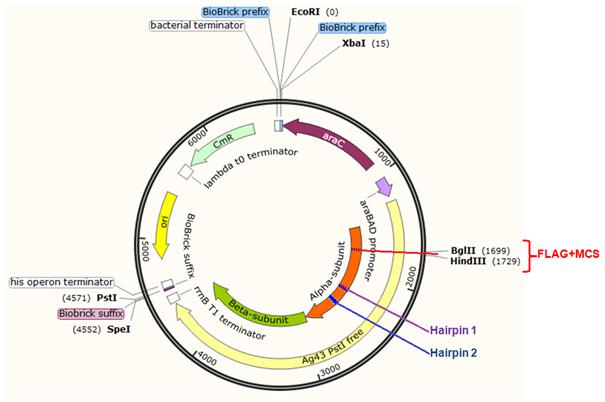 BioBrick prefix
EcoRI (0)
bacterial terminator
BioBrick prefix
XbaI (15)
6000
CmR
araC
1000
lambda t0 terminator
araBAD promoter
ori
BioBrick suffix
Alpha-subunit
BglII (1699)
HindIII (1729)
FLAG+MCS
5000
2000
his operon terminator
(4571) PstI
Biobrick suffix
(4552) SpeI
rrnB T1 terminator
Beta-subunit
Hairpin 1
Hairpin 2
Ag43 PstI free
4000
3000